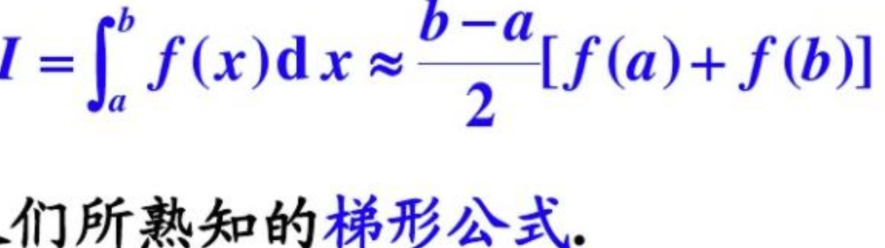 I = ∫_a^b f(x)dx ≈ (b−a)/2 [f(a)+f(b)]
们所熟知的梯形公式.